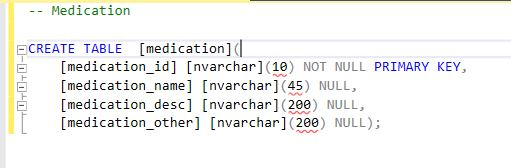 -- Medication
CREATE TABLE  [medication](
[medication_id] [nvarchar](10) NOT NULL PRIMARY KEY,
[medication_name] [nvarchar](45) NULL,
[medication_desc] [nvarchar](200) NULL,
[medication_other] [nvarchar](200) NULL);